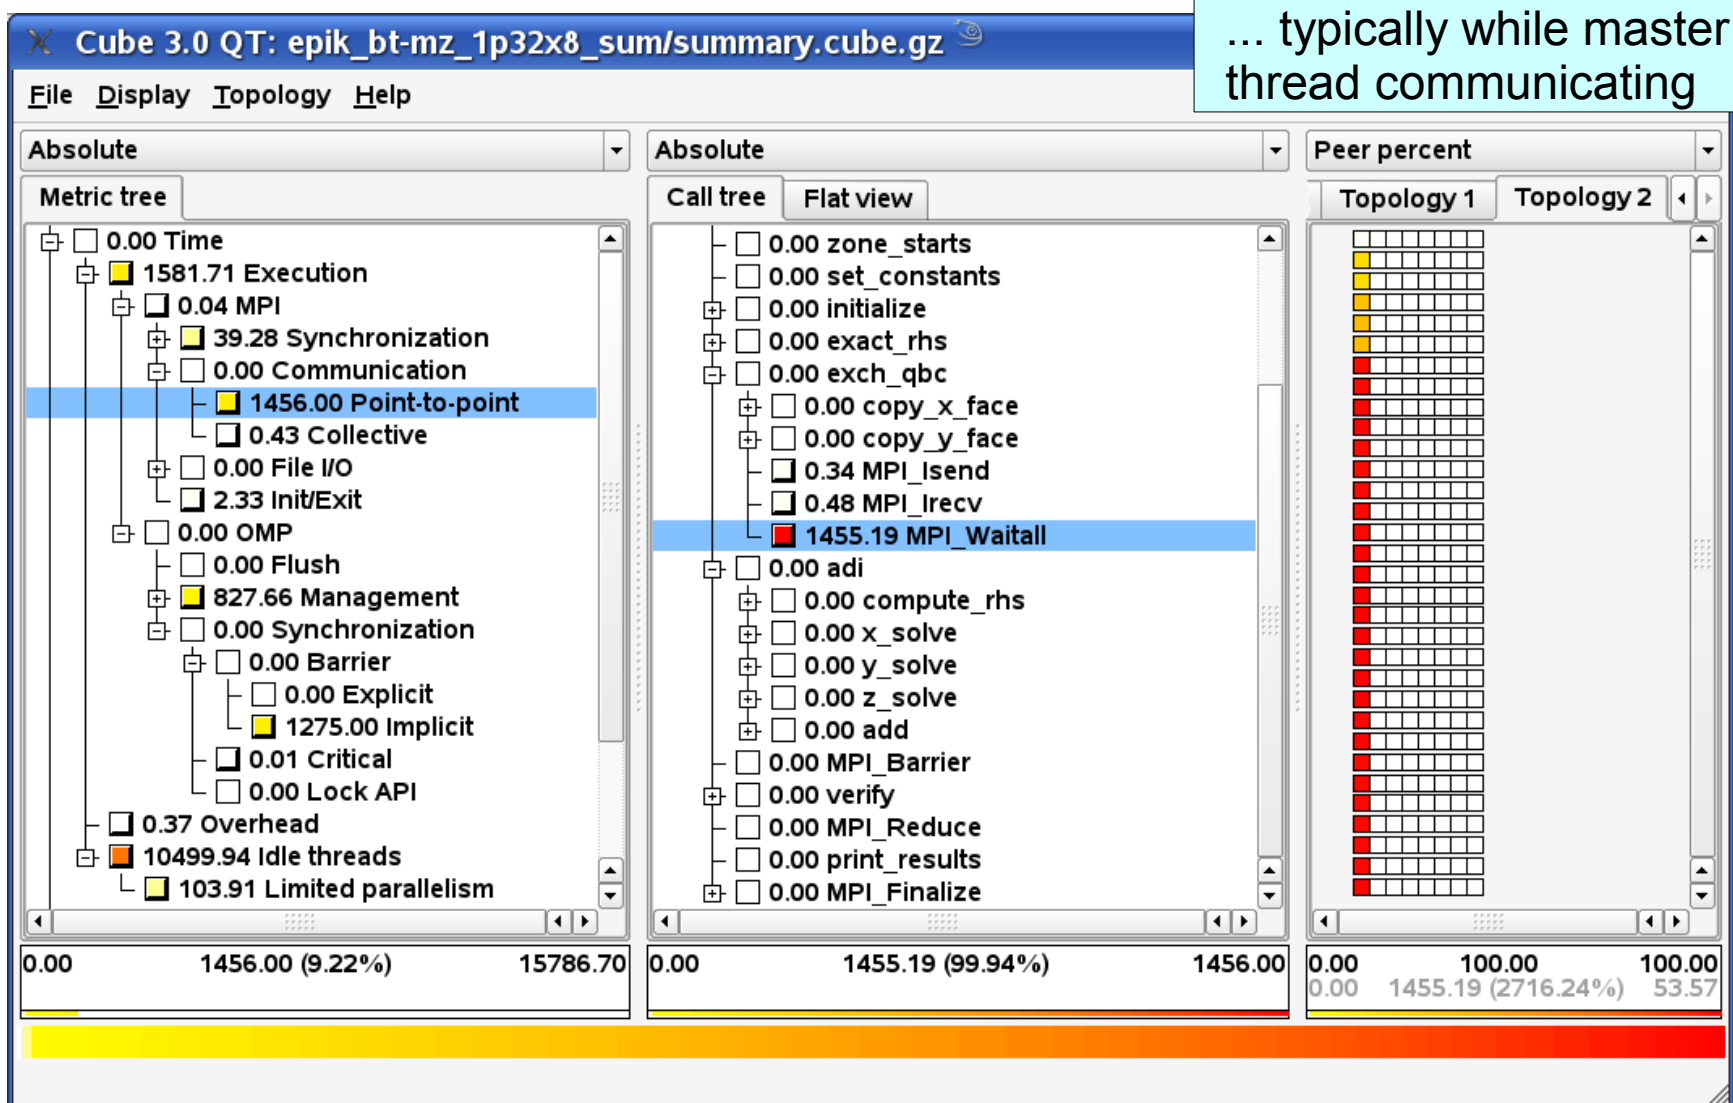 Cube 3.0 QT: epik_bt-mz_1p32x8_sum/summary.cube.gz
... typically while master
thread communicating
File Display Topology Help
Absolute
Metric tree
0.00 Time
1581.71 Execution
0.04 MPI
39.28 Synchronization
0.00 Communication
1456.00 Point-to-point
0.43 Collective
0.00 File I/O
2.33 Init/Exit
0.00 OMP
0.00 Flush
827.66 Management
0.00 Synchronization
0.00 Barrier
0.00 Explicit
1275.00 Implicit
0.01 Critical
0.00 Lock API
0.37 Overhead
10499.94 Idle threads
103.91 Limited parallelism
0.00 1456.00 (9.22%) 15786.70
Absolute
Call tree Flat view
0.00 zone_starts
0.00 set_constants
0.00 initialize
0.00 exact_rhs
0.00 exch_qbc
0.00 copy_x_face
0.00 copy_y_face
0.34 MPI_Isend
0.48 MPI_Irecv
1455.19 MPI_Waitall
0.00 adi
0.00 compute_rhs
0.00 x_solve
0.00 y_solve
0.00 z_solve
0.00 add
0.00 MPI_Barrier
0.00 verify
0.00 MPI_Reduce
0.00 print_results
0.00 MPI_Finalize
0.00 1455.19 (99.94%) 1456.00
Peer percent
Topology 1 Topology 2
0.00 100.00 100.00
0.00 1455.19 (2716.24%) 53.57